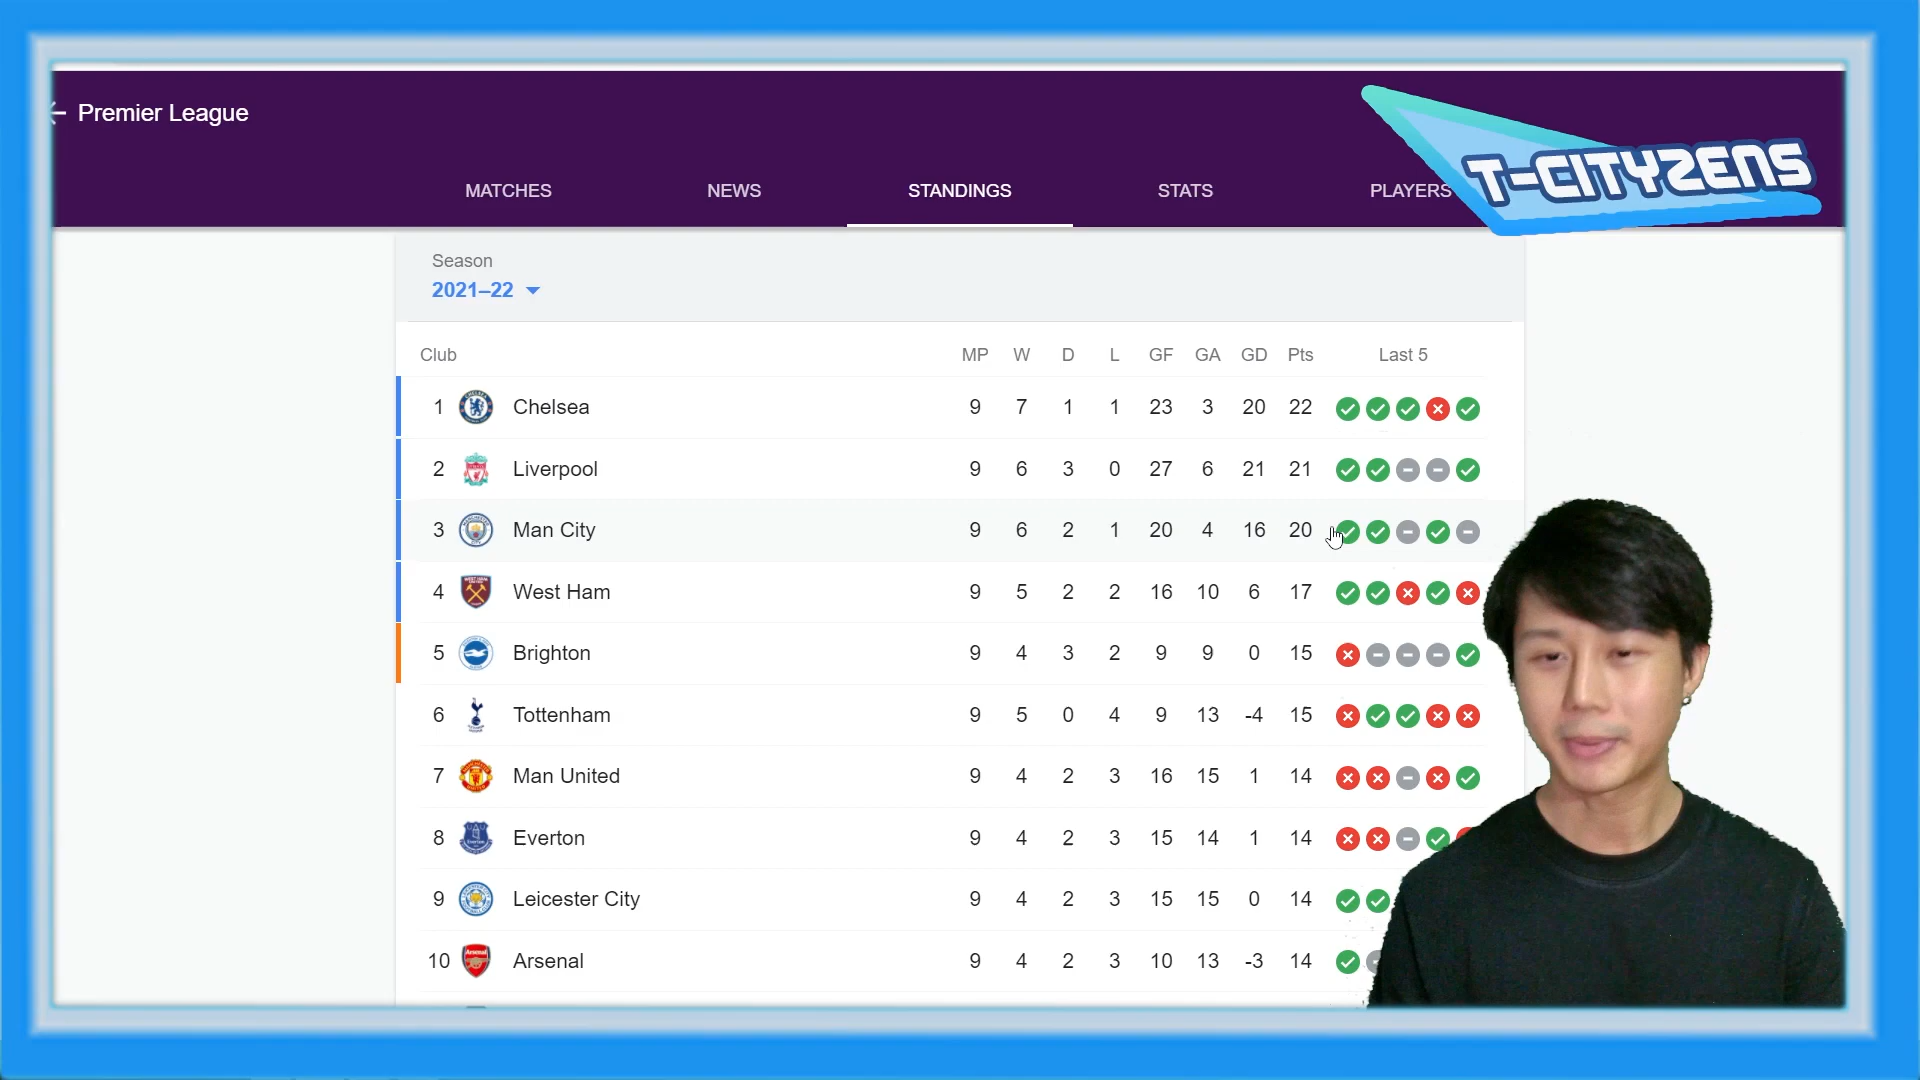 Premier League
T-CITYZENS
MATCHES NEWS STANDINGS STATS PLAYERS
Season
2021–22
Club MP W D L GF GA GD Pts Last 5
1 Chelsea 9 7 1 1 23 3 20 22
2 Liverpool 9 6 3 0 27 6 21 21
3 Man City 9 6 2 1 20 4 16 20
4 West Ham 9 5 2 2 16 10 6 17
5 Brighton 9 4 3 2 9 9 0 15
6 Tottenham 9 5 0 4 9 13 -4 15
7 Man United 9 4 2 3 16 15 1 14
8 Everton 9 4 2 3 15 14 1 14
9 Leicester City 9 4 2 3 15 15 0 14
10 Arsenal 9 4 2 3 10 13 -3 14